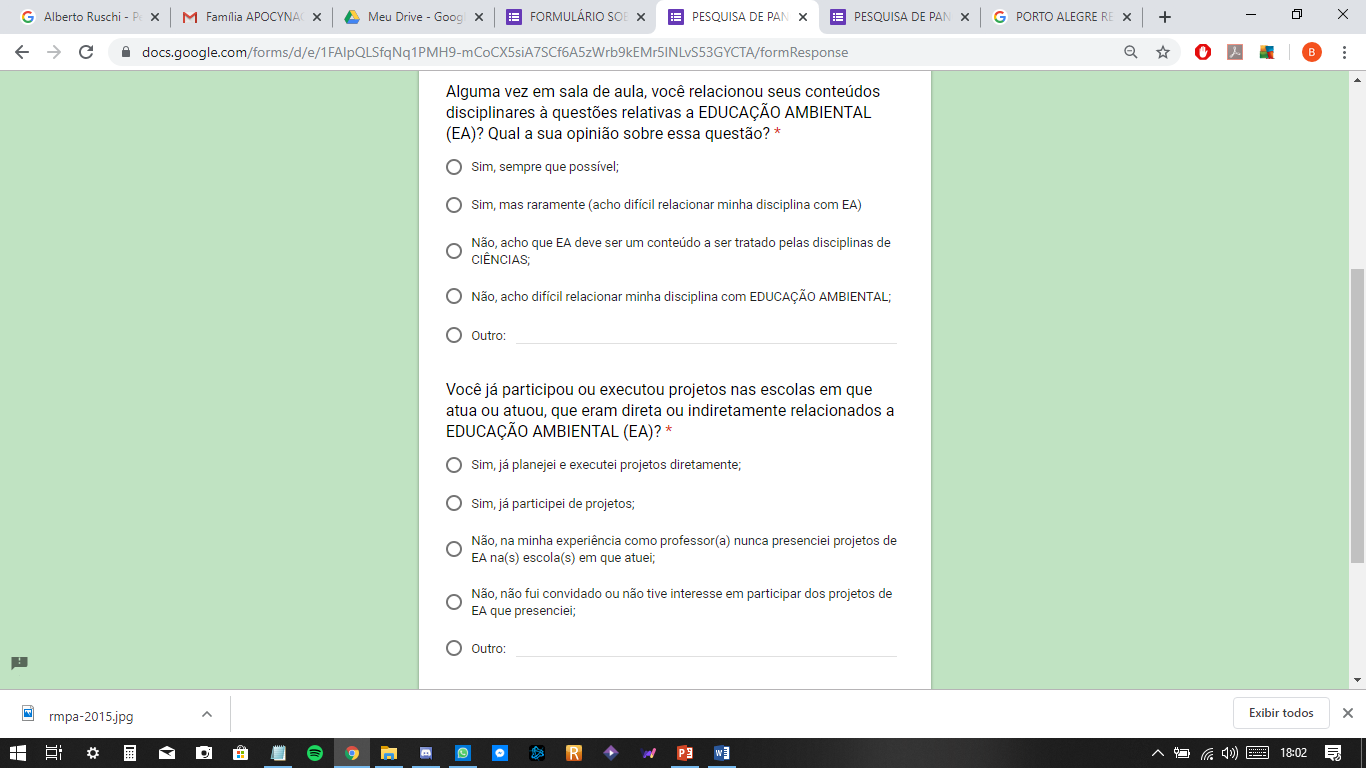 Alberto Ruschi - P
Família APOCYNAC
Meu Drive - Goog
FORMULÁRIO SOB
PESQUISA DE PAN
PESQUISA DE PAN
PORTO ALEGRE RE
docs.google.com/forms/d/e/1FAIpQLSfqNq1PMH9-mCoCX5siA7SCf6A5zWrb9kEMr5INLvS53GYCTA/formResponse
B
Alguma vez em sala de aula, você relacionou seus conteúdos
disciplinares à questões relativas a EDUCAÇÃO AMBIENTAL
(EA)? Qual a sua opinião sobre essa questão? *
Sim, sempre que possível;
Sim, mas raramente (acho difícil relacionar minha disciplina com EA)
Não, acho que EA deve ser um conteúdo a ser tratado pelas disciplinas de
CIÊNCIAS;
Não, acho difícil relacionar minha disciplina com EDUCAÇÃO AMBIENTAL;
Outro:
Você já participou ou executou projetos nas escolas em que
atua ou atuou, que eram direta ou indiretamente relacionados a
EDUCAÇÃO AMBIENTAL (EA)? *
Sim, já planejei e executei projetos diretamente;
Sim, já participei de projetos;
Não, na minha experiência como professor(a) nunca presenciei projetos de
EA na(s) escola(s) em que atuei;
Não, não fui convidado ou não tive interesse em participar dos projetos de
EA que presenciei;
Outro:
rmpa-2015.jpg
Exibir todos
18:02